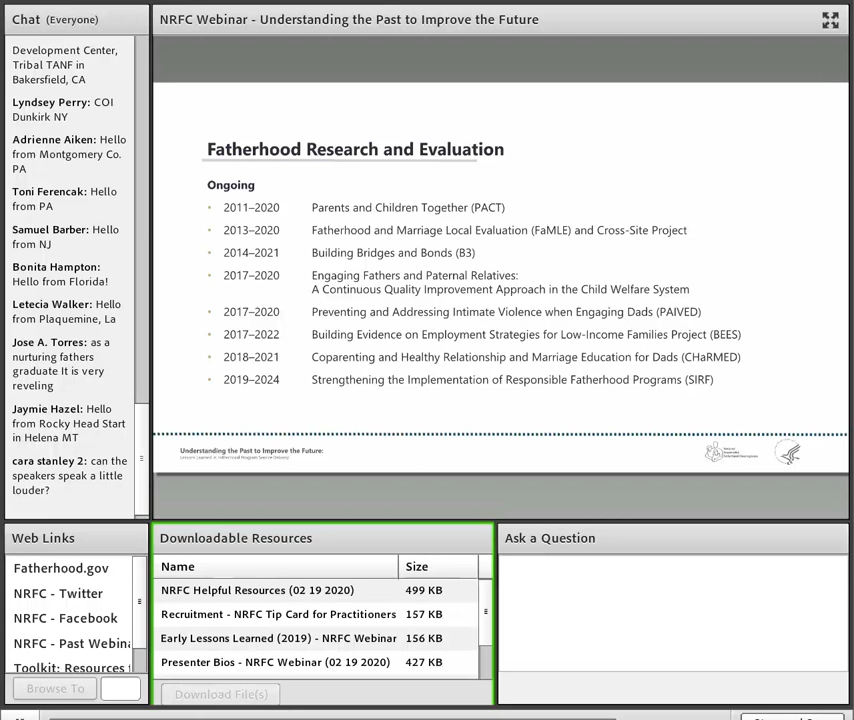 Chat (Everyone)
Development Center,
Tribal TANF in
Bakersfield, CA
Lyndsey Perry: COI
Dunkirk NY
Adrienne Aiken: Hello
from Montgomery Co.
PA
Toni Ferencak: Hello
from PA
Samuel Barber: Hello
from NJ
Bonita Hampton:
Hello from Florida!
Letecia Walker: Hello
from Plaquemine, La
Jose A. Torres: as a
nurturing fathers
graduate It is very
reveling
Jaymie Hazel: Hello
from Rocky Head Start
in Helena MT
cara stanley 2: can the
speakers speak a little
louder?
NRFC Webinar - Understanding the Past to Improve the Future
Fatherhood Research and Evaluation
Ongoing
• 2011–2020 Parents and Children Together (PACT)
• 2013–2020 Fatherhood and Marriage Local Evaluation (FaMLE) and Cross-Site Project
• 2014–2021 Building Bridges and Bonds (B3)
• 2017–2020 Engaging Fathers and Paternal Relatives:
A Continuous Quality Improvement Approach in the Child Welfare System
• 2017–2020 Preventing and Addressing Intimate Violence when Engaging Dads (PAIVED)
• 2017–2022 Building Evidence on Employment Strategies for Low-Income Families Project (BEES)
• 2018–2021 Coparenting and Healthy Relationship and Marriage Education for Dads (CHaRMED)
• 2019–2024 Strengthening the Implementation of Responsible Fatherhood Programs (SIRF)
Understanding the Past to Improve the Future:
Web Links
Fatherhood.gov
NRFC - Twitter
NRFC - Facebook
NRFC - Past Webina
Toolkit: Resources
Browse To
Downloadable Resources
Name Size
NRFC Helpful Resources (02 19 2020) 499 KB
Recruitment - NRFC Tip Card for Practitioners 157 KB
Early Lessons Learned (2019) - NRFC Webinar 156 KB
Presenter Bios - NRFC Webinar (02 19 2020) 427 KB
Download File(s)
Ask a Question